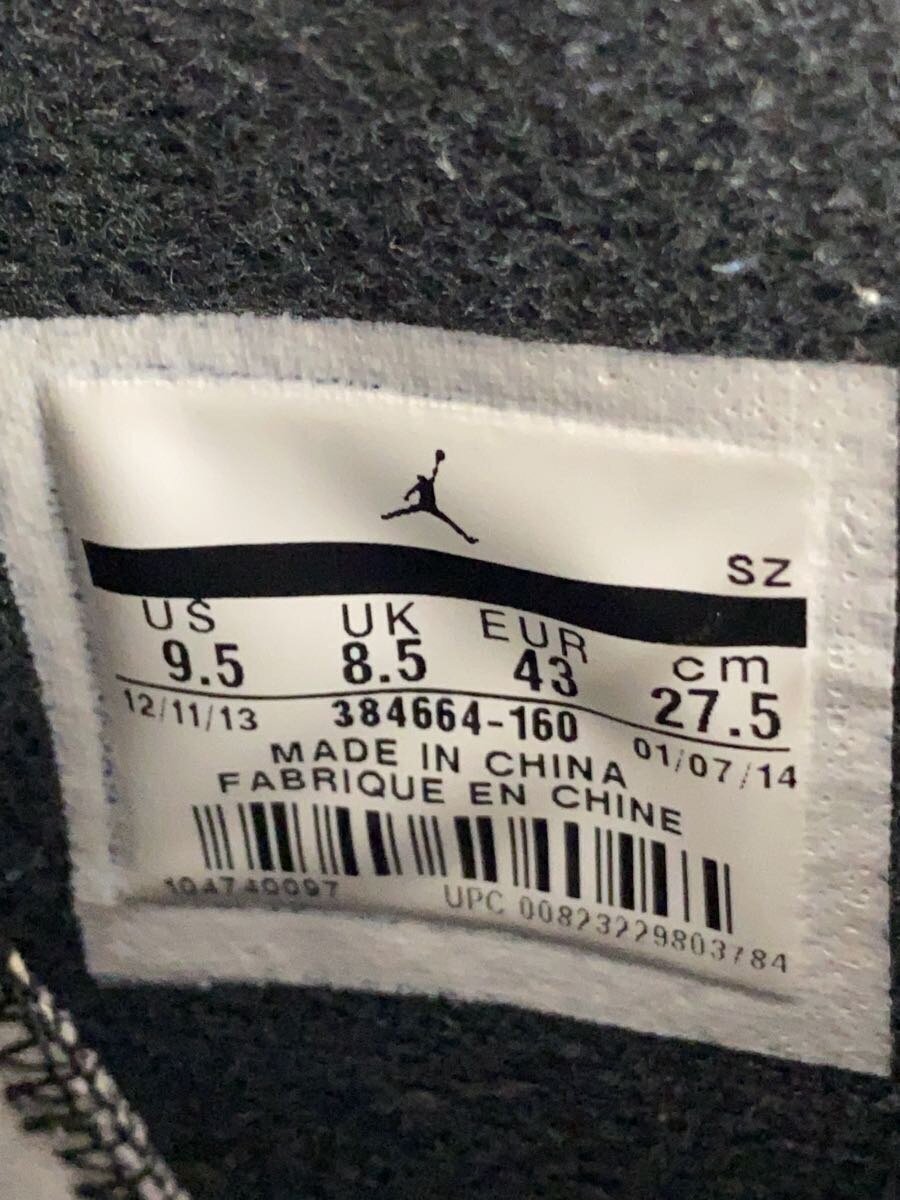 SZ
US UK EUR cm
9.5 8.5 43 27.5
12/11/13 384664-160 01/07/14
MADE IN CHINA
FABRIQUE EN CHINE
104740097 UPC 00823229803784